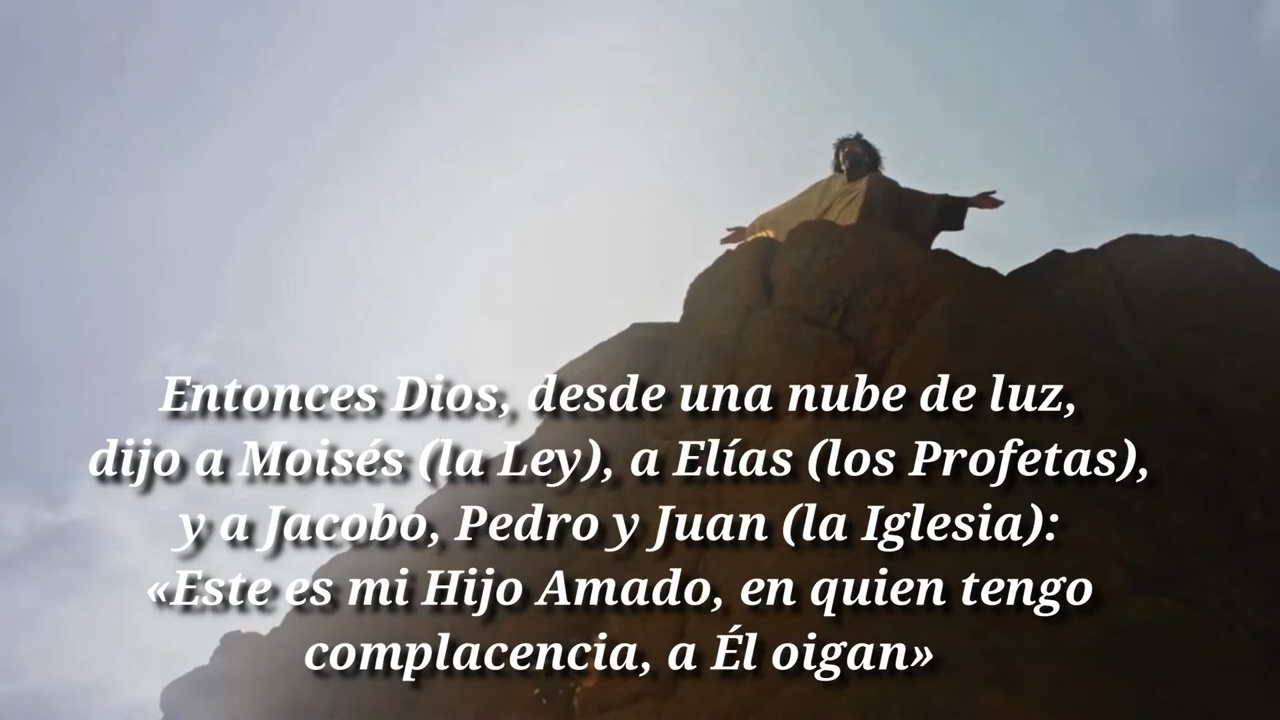 Entonces Dios, desde una nube de luz,
dijo a Moisés (la Ley), a Elías (los Profetas),
y a Jacobo, Pedro y Juan (la Iglesia):
«Este es mi Hijo Amado, en quien tengo
complacencia, a Él oigan»